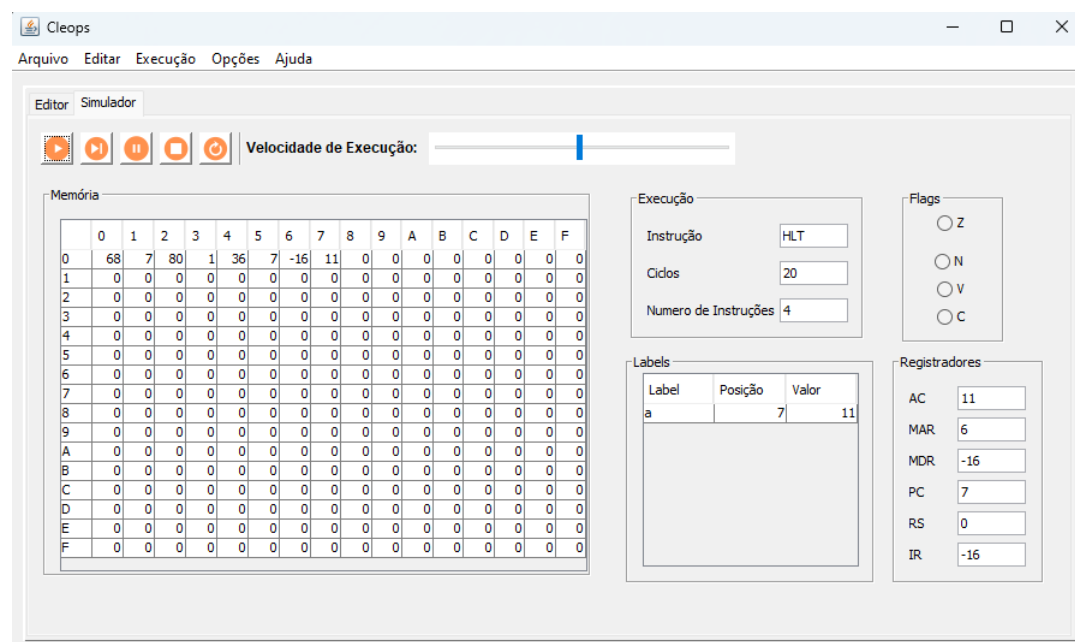 Cleops
Arquivo Editar Execução Opções Ajuda
Editor Simulador
Velocidade de Execução:
Memória
0 1 2 3 4 5 6 7 8 9 A B C D E F
0 68 7 80 1 36 7 -16 11 0 0 0 0 0 0 0 0
1 0 0 0 0 0 0 0 0 0 0 0 0 0 0 0 0
2 0 0 0 0 0 0 0 0 0 0 0 0 0 0 0 0
3 0 0 0 0 0 0 0 0 0 0 0 0 0 0 0 0
4 0 0 0 0 0 0 0 0 0 0 0 0 0 0 0 0
5 0 0 0 0 0 0 0 0 0 0 0 0 0 0 0 0
6 0 0 0 0 0 0 0 0 0 0 0 0 0 0 0 0
7 0 0 0 0 0 0 0 0 0 0 0 0 0 0 0 0
8 0 0 0 0 0 0 0 0 0 0 0 0 0 0 0 0
9 0 0 0 0 0 0 0 0 0 0 0 0 0 0 0 0
A 0 0 0 0 0 0 0 0 0 0 0 0 0 0 0 0
B 0 0 0 0 0 0 0 0 0 0 0 0 0 0 0 0
C 0 0 0 0 0 0 0 0 0 0 0 0 0 0 0 0
D 0 0 0 0 0 0 0 0 0 0 0 0 0 0 0 0
E 0 0 0 0 0 0 0 0 0 0 0 0 0 0 0 0
F 0 0 0 0 0 0 0 0 0 0 0 0 0 0 0 0
Execução
Instrução HLT
Ciclos 20
Numero de Instruções 4
Flags
Z
N
V
C
Labels
Label Posição Valor
a 7 11
Registradores
AC 11
MAR 6
MDR -16
PC 7
RS 0
IR -16